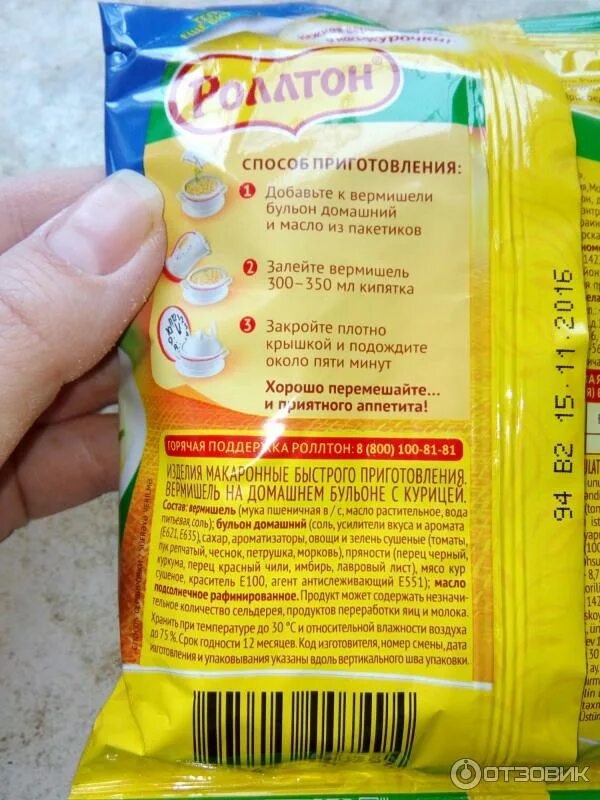 Роллтон®
СПОСОБ ПРИГОТОВЛЕНИЯ:
1 Добавьте к вермишели
бульон домашний
и масло из пакетиков
2 Залейте вермишель
300–350 мл кипятка
3 Закройте плотно
крышкой и подождите
около пяти минут
Хорошо перемешайте...
и приятного аппетита!
ГОРЯЧАЯ ПОДДЕРЖКА РОЛЛТОН: 8 (800) 100-81-81
ИЗДЕЛИЯ МАКАРОННЫЕ БЫСТРОГО ПРИГОТОВЛЕНИЯ.
ВЕРМИШЕЛЬ НА ДОМАШНЕМ БУЛЬОНЕ С КУРИЦЕЙ.
Состав: вермишель (мука пшеничная в/с, масло растительное, вода
питьевая, соль); бульон домашний (соль, усилители вкуса и аромата
(Е621, Е635), сахар, ароматизаторы, овощи и зелень сушеные (томаты,
лук репчатый, чеснок, петрушка, морковь), пряности (перец черный,
куркума, перец красный чили, имбирь, лавровый лист), мясо кур
сушеное, краситель Е100, агент антислеживающий Е551); масло
подсолнечное рафинированное. Продукт может содержать незначи-
тельное количество сельдерея, продуктов переработки яиц и молока.
Хранить при температуре до 30 °С и относительной влажности воздуха
до 75 %. Срок годности 12 месяцев. Код изготовителя, номер смены, дата
изготовления и упаковывания указаны вдоль вертикального шва упаковки.
94 В2 15.11.2016
ОТЗОВИК